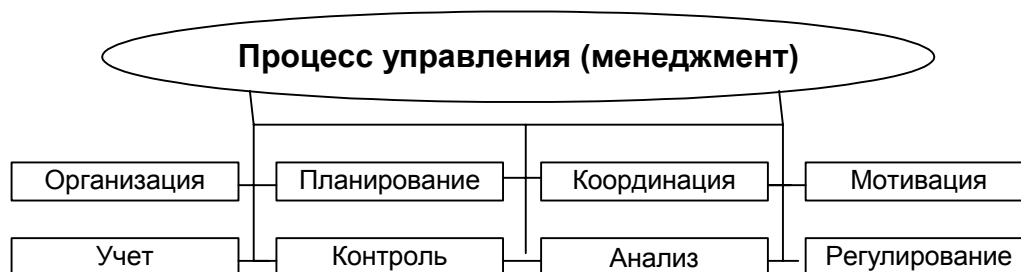 Процесс управления (менеджмент)
Организация Планирование Координация Мотивация
Учет Контроль Анализ Регулирование